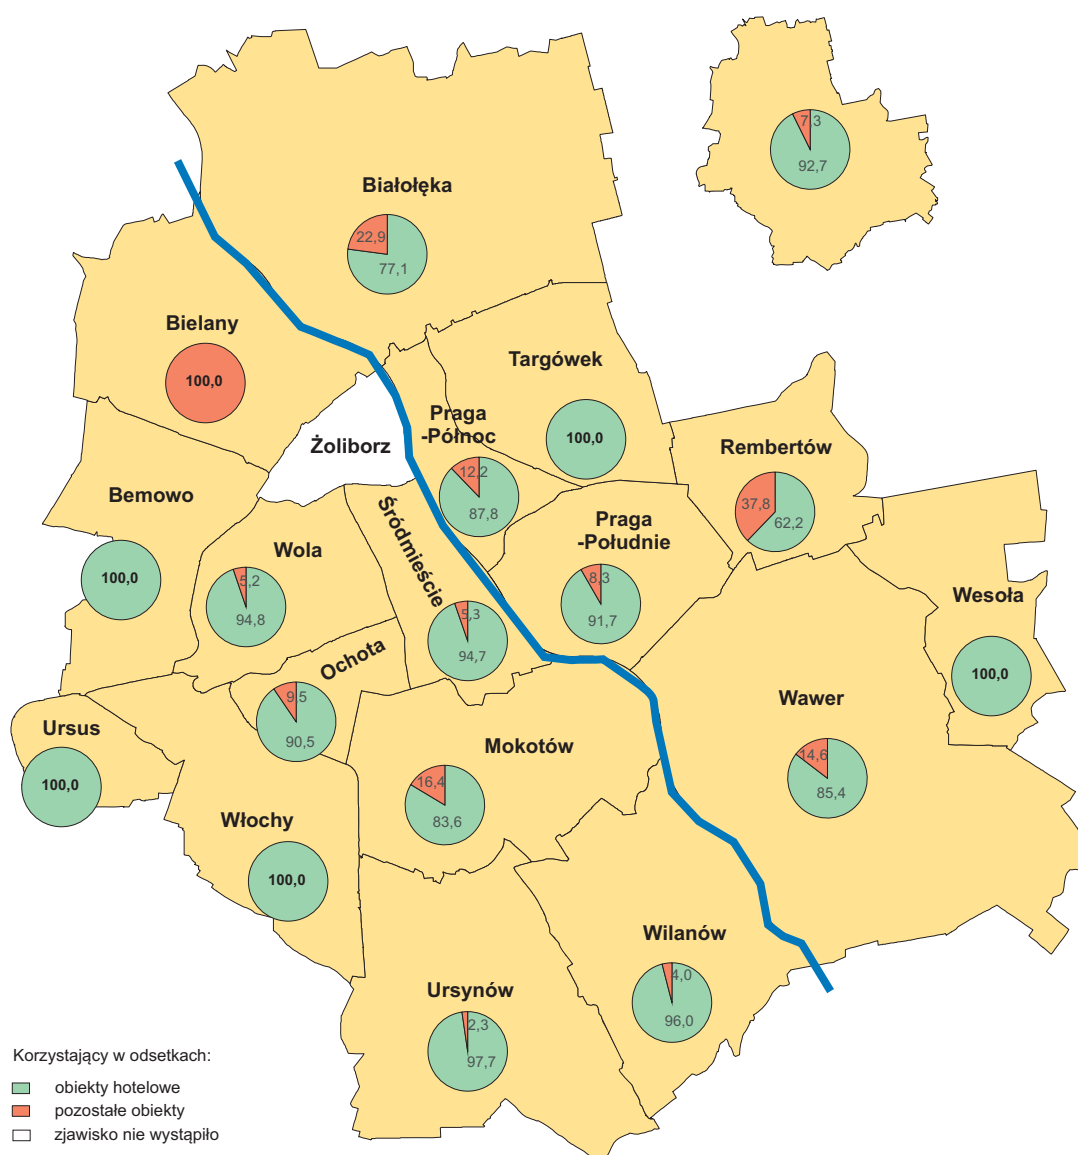 7,3
92,7
Białołęka
22,9
77,1
Bielany
100,0
Targówek
100,0
Praga
-Północ
12,2
87,8
Żoliborz
Rembertów
37,8
62,2
Bemowo
100,0
Śródmieście
5,3
94,7
Praga
-Południe
8,3
91,7
Wola
5,2
94,8
Wesoła
100,0
Ochota
9,5
90,5
Wawer
14,6
85,4
Ursus
100,0
Mokotów
16,4
83,6
Włochy
100,0
Wilanów
4,0
96,0
Ursynów
2,3
97,7
Korzystający w odsetkach:
obiekty hotelowe
pozostałe obiekty
zjawisko nie wystąpiło